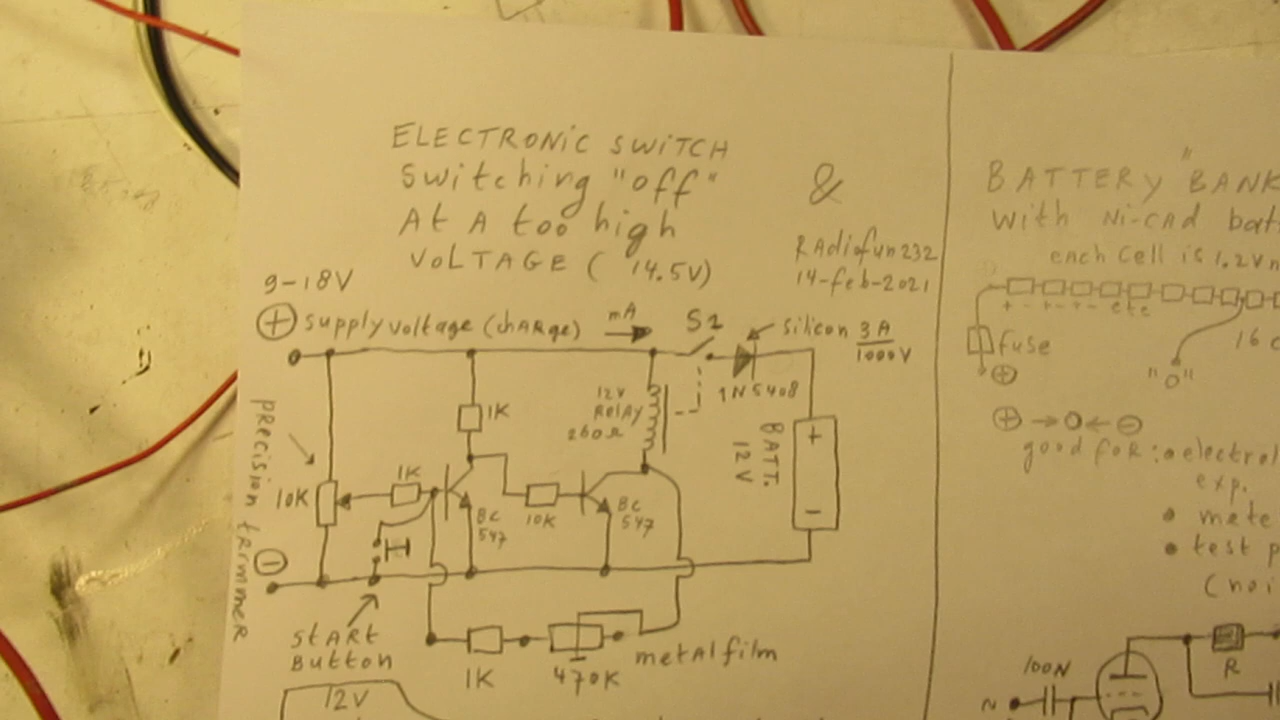 ELECTRONIC SWITCH
Switching "off"
At A too high
VOLTAGE ( 14.5V)
&
RAdiofun232
14-feb-2021
9-18V
+ supply voltage (chARge)
mA
S1
silicon 3A
1000V
1N5408
12V
RelAy
260Ω
BATT.
12V
+
-
precision trimmer
10K
1K
1K
10K
BC
547
BC
547
-
StARt
Button
1K
470K
metalfilm
12V
BATTERY "BANK
with Ni-CAd bat
each cell is 1.2V
+ - + - + - etc
fuse
+
"0"
16
+ → 0 ← -
good foR: electrol
exp.
mete
test p
(noi
100N
R
N